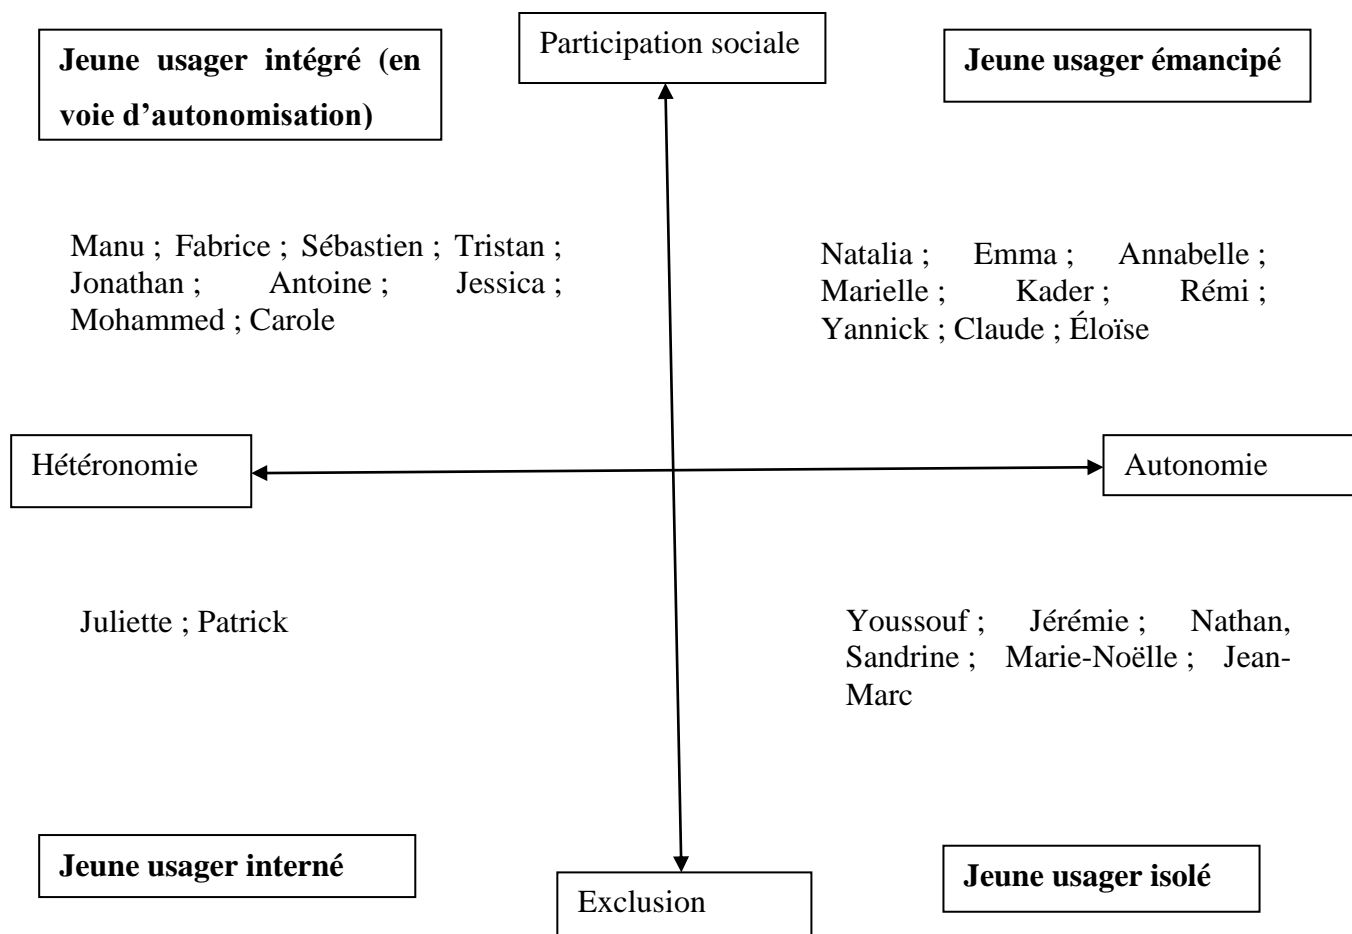 Participation sociale
Jeune usager intégré (en
voie d’autonomisation)
Jeune usager émancipé
Manu ; Fabrice ; Sébastien ; Tristan ;
Jonathan ; Antoine ; Jessica ;
Mohammed ; Carole
Natalia ; Emma ; Annabelle ;
Marielle ; Kader ; Rémi ;
Yannick ; Claude ; Éloïse
Hétéronomie
Autonomie
Juliette ; Patrick
Youssouf ; Jérémie ; Nathan,
Sandrine ; Marie-Noëlle ; Jean-
Marc
Jeune usager interné
Jeune usager isolé
Exclusion